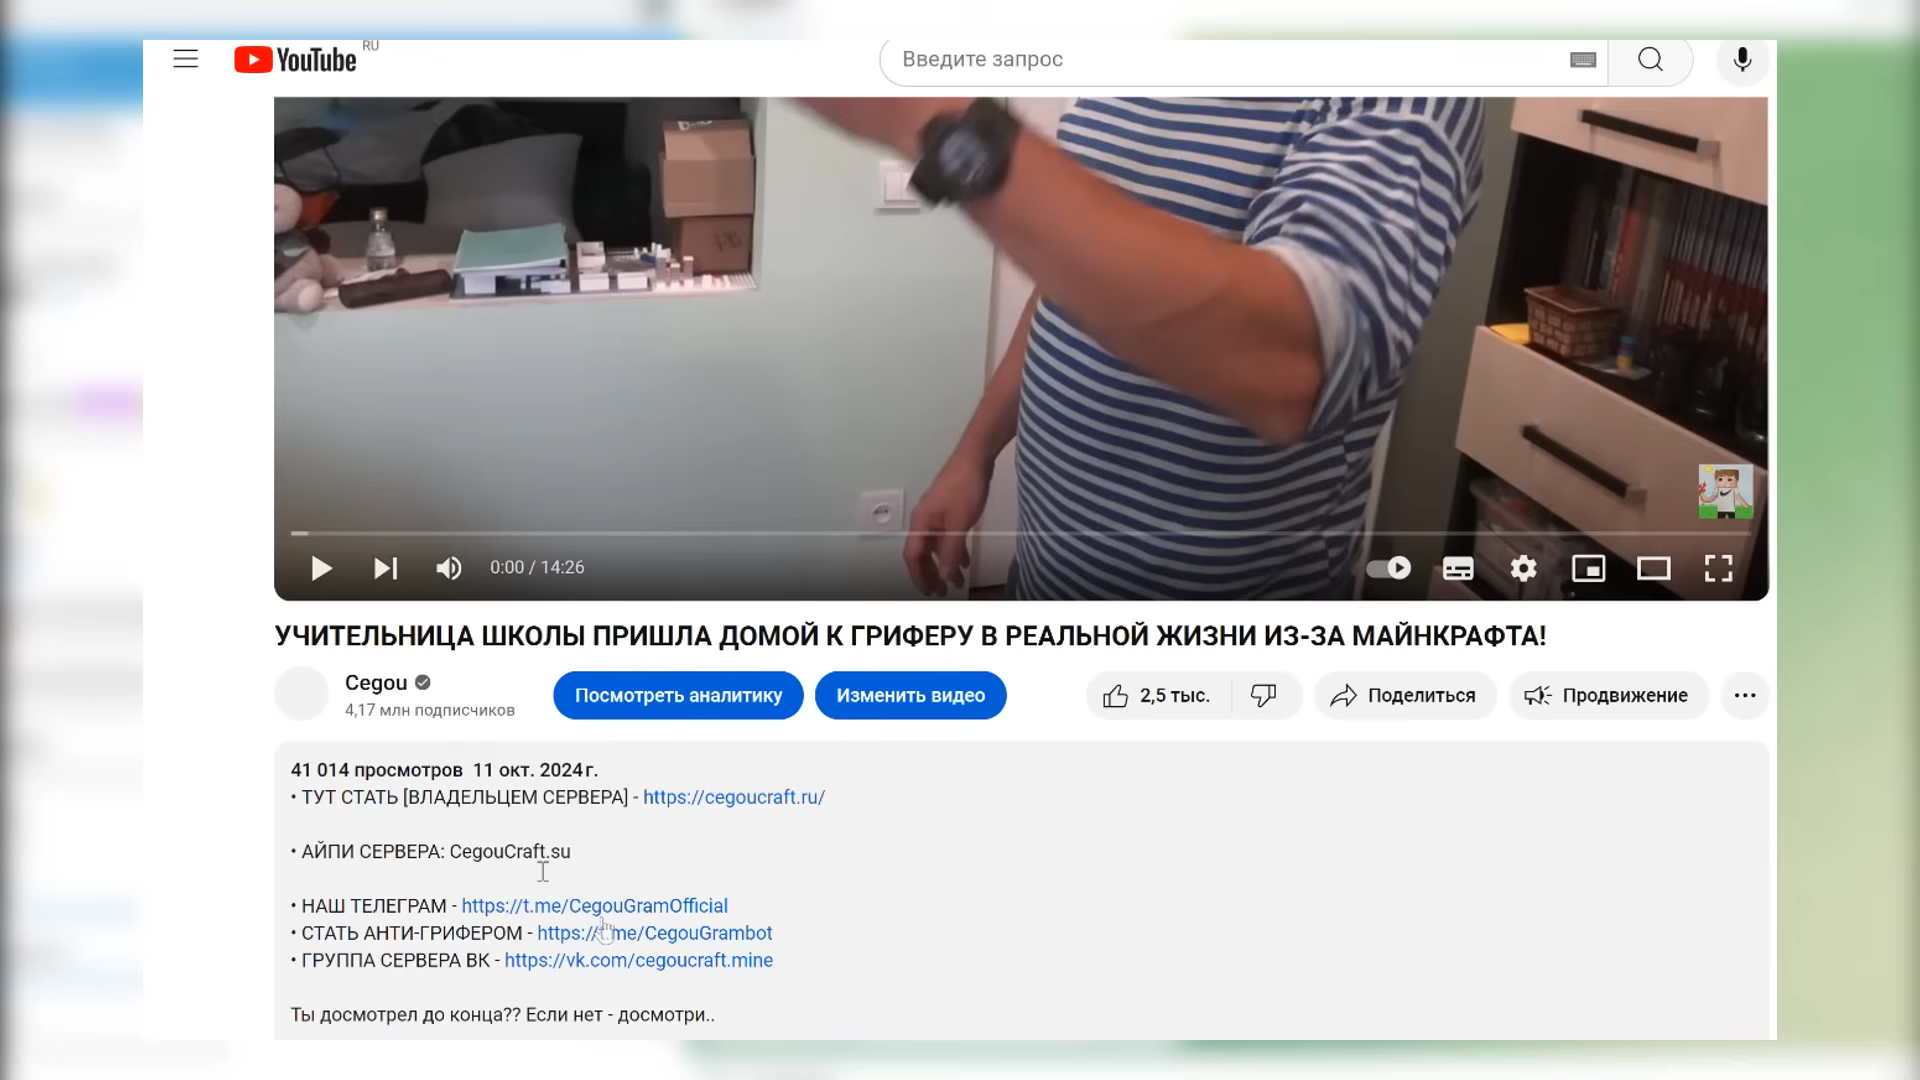 YouTube RU
Введите запрос
0:00 / 14:26
УЧИТЕЛЬНИЦА ШКОЛЫ ПРИШЛА ДОМОЙ К ГРИФЕРУ В РЕАЛЬНОЙ ЖИЗНИ ИЗ-ЗА МАЙНКРАФТА!
Cegou
4,17 млн подписчиков
Посмотреть аналитику
Изменить видео
2,5 тыс.
Поделиться
Продвижение
41 014 просмотров 11 окт. 2024 г.
• ТУТ СТАТЬ [ВЛАДЕЛЬЦЕМ СЕРВЕРА] - https://cegoucraft.ru/
• АЙПИ СЕРВЕРА: CegouCraft.su
• НАШ ТЕЛЕГРАМ - https://t.me/CegouGramOfficial
• СТАТЬ АНТИ-ГРИФЕРОМ - https://t.me/CegouGrambot
• ГРУППА СЕРВЕРА ВК - https://vk.com/cegoucraft.mine
Ты досмотрел до конца?? Если нет - досмотри..